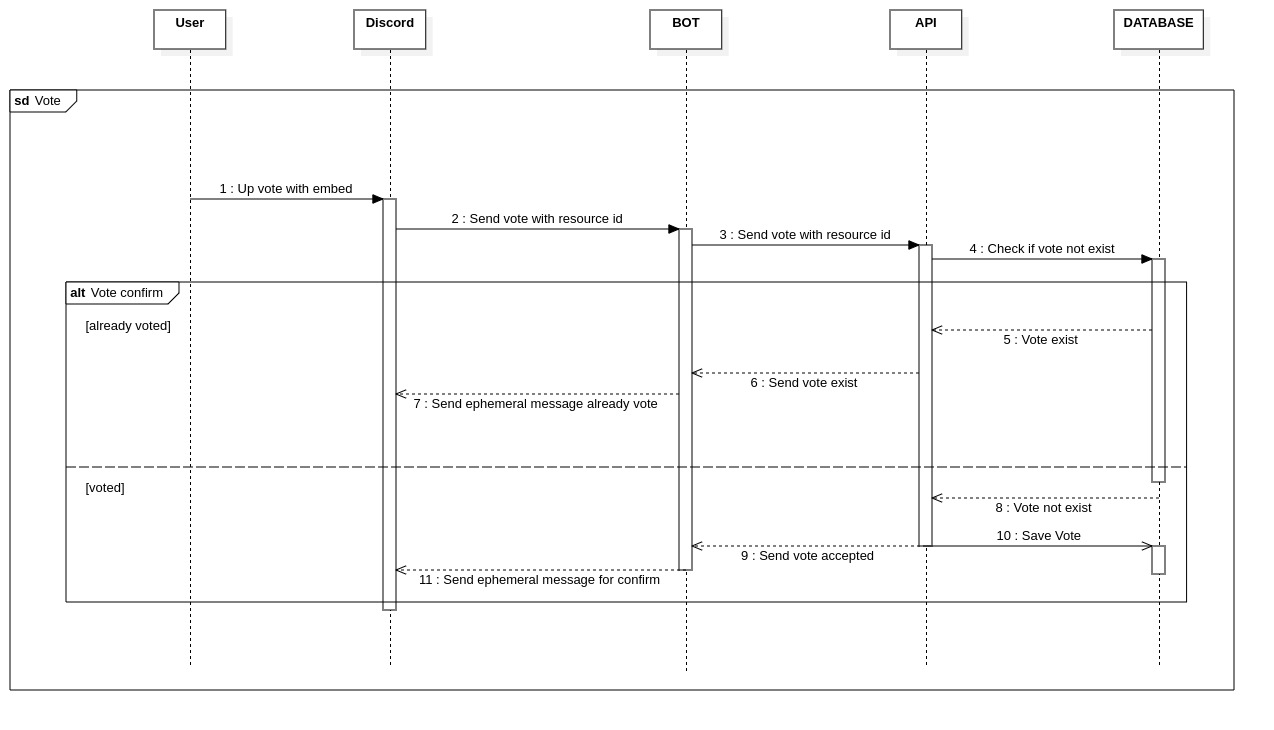 User
Discord
BOT
API
DATABASE
sd Vote
1 : Up vote with embed
2 : Send vote with resource id
3 : Send vote with resource id
4 : Check if vote not exist
alt Vote confirm
[already voted]
5 : Vote exist
6 : Send vote exist
7 : Send ephemeral message already vote
[voted]
8 : Vote not exist
10 : Save Vote
9 : Send vote accepted
11 : Send ephemeral message for confirm